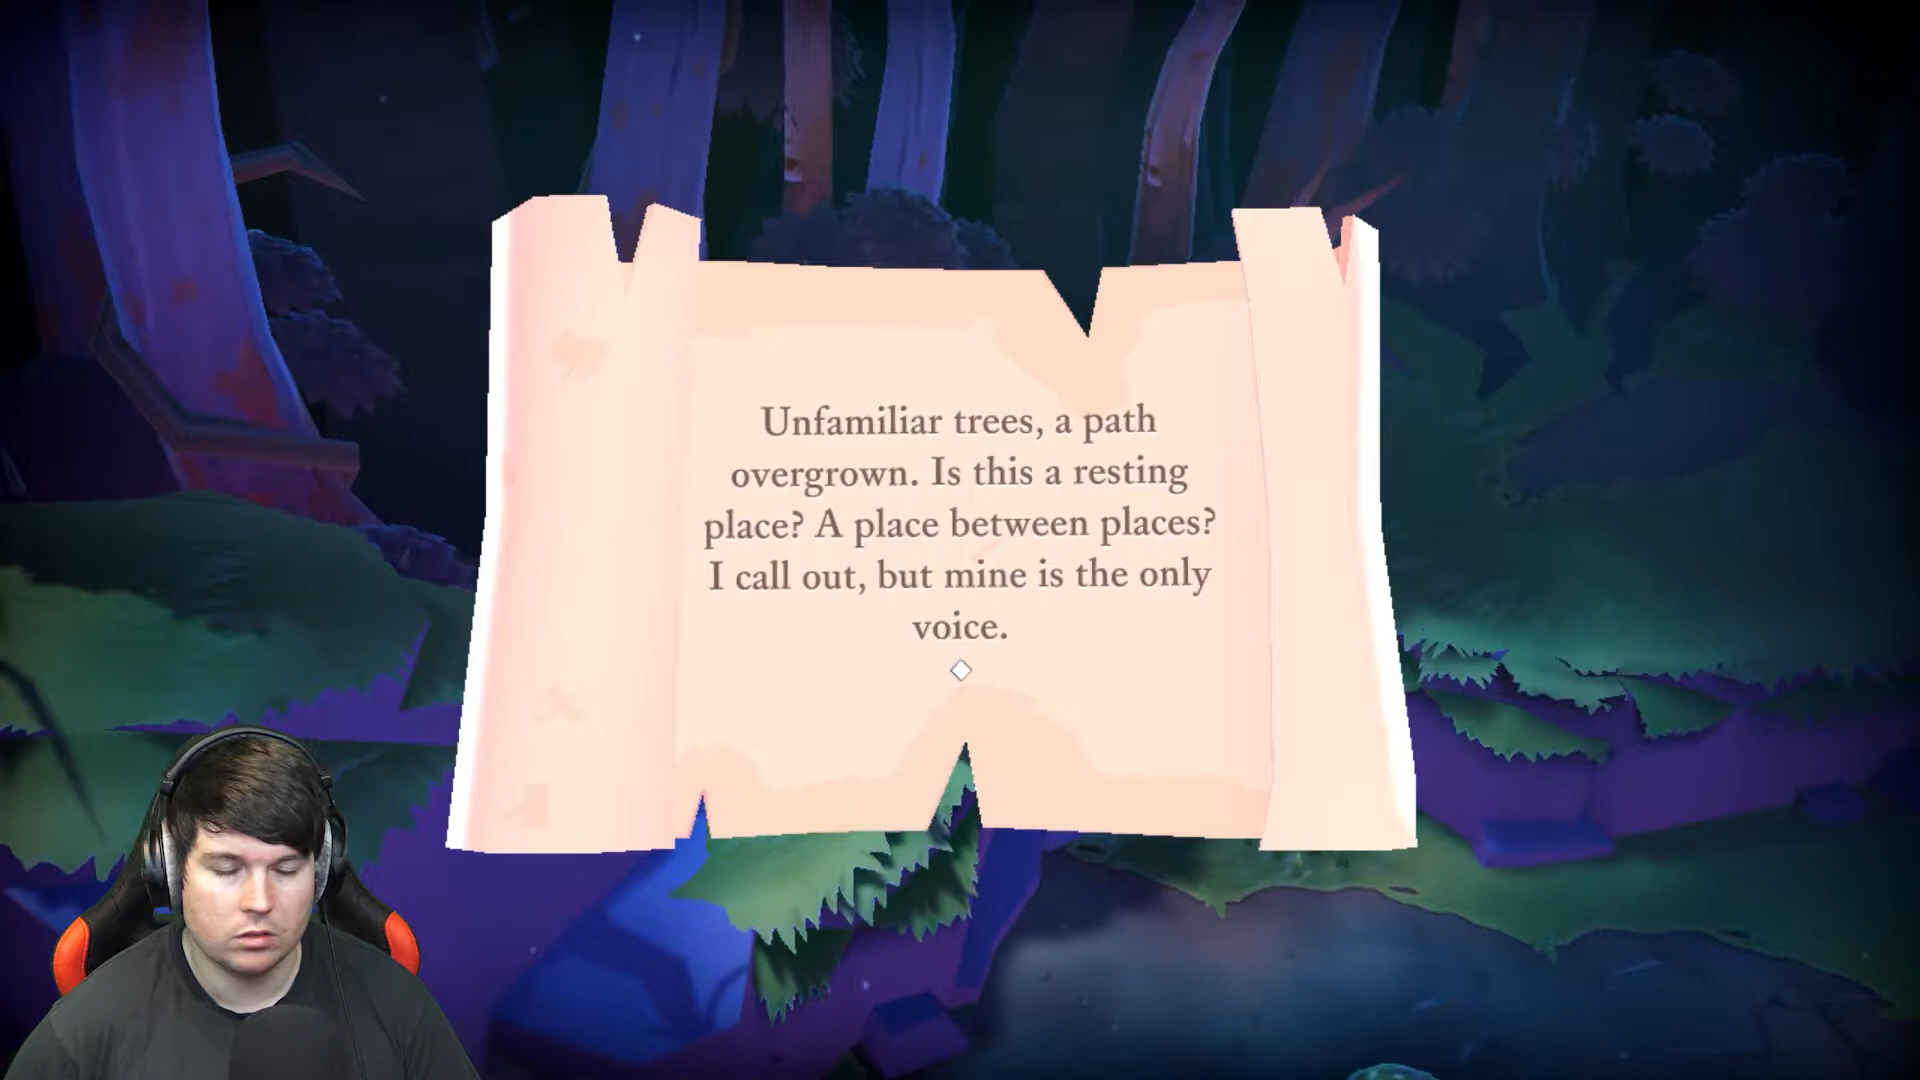 Unfamiliar trees, a path
overgrown. Is this a resting
place? A place between places?
I call out, but mine is the only
voice.